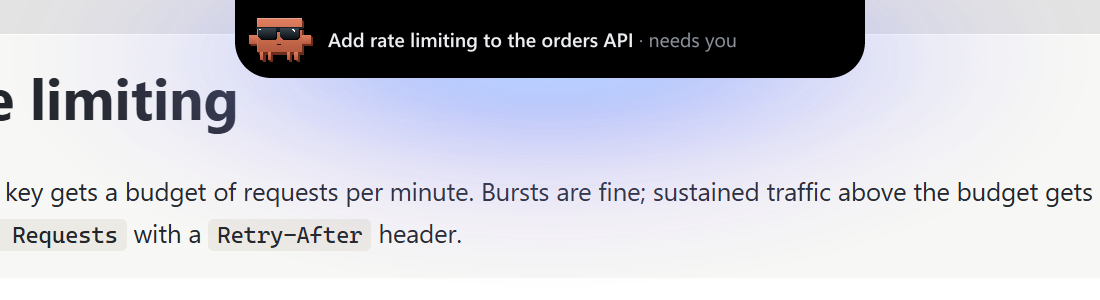 Add rate limiting to the orders API · needs you
limiting
key gets a budget of requests per minute. Bursts are fine; sustained traffic above the budget gets
Requests with a Retry-After header.